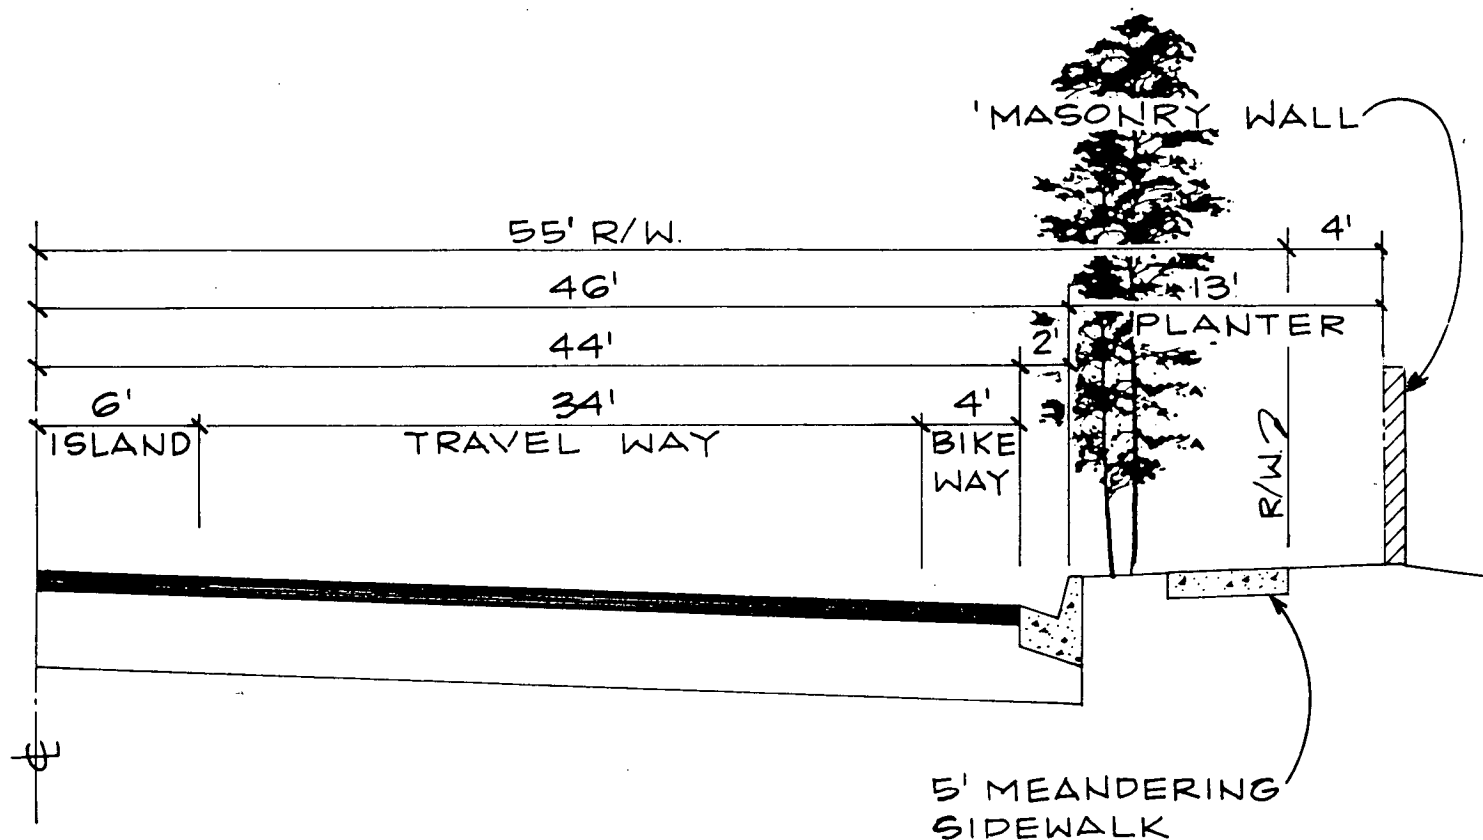 'MASONRY WALL
55' R/W.
4'
46'
13'
PLANTER
44'
2'
6'
34'
4'
ISLAND
TRAVEL WAY
BIKE
WAY
R/W.
℄
5' MEANDERING
SIDEWALK